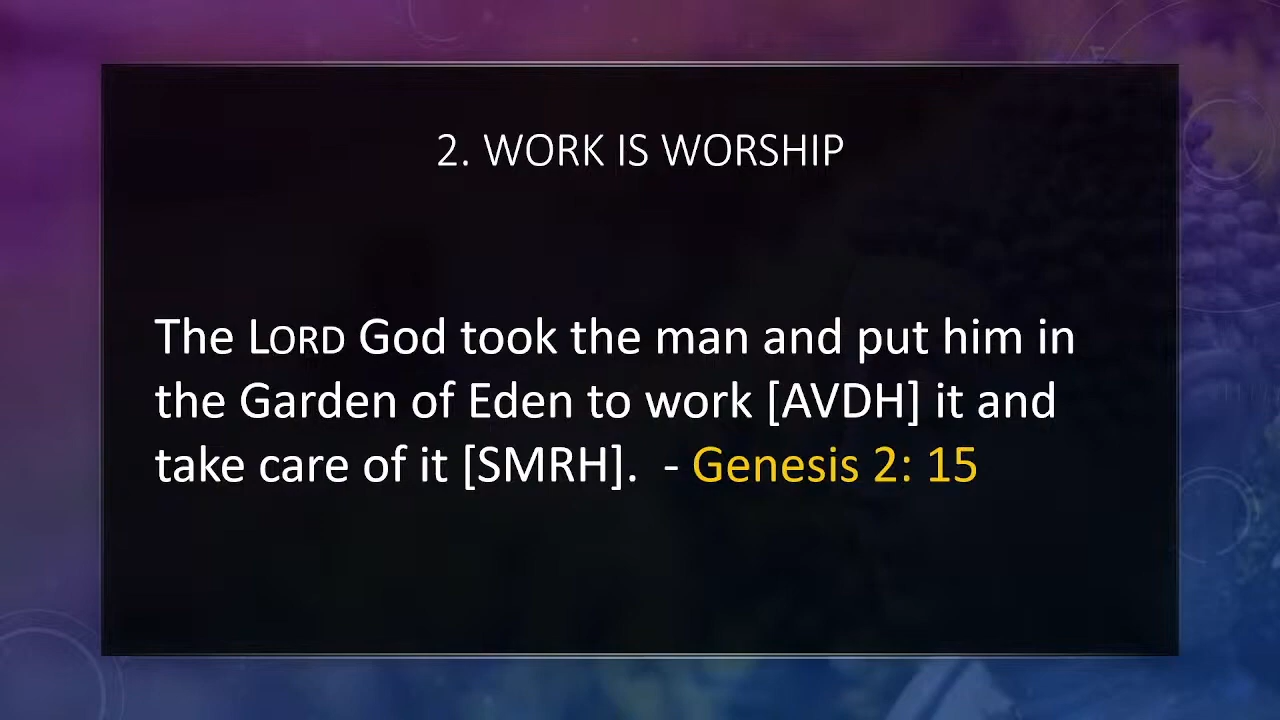 2. WORK IS WORSHIP
The LORD God took the man and put him in
the Garden of Eden to work [AVDH] it and
take care of it [SMRH].  - Genesis 2: 15